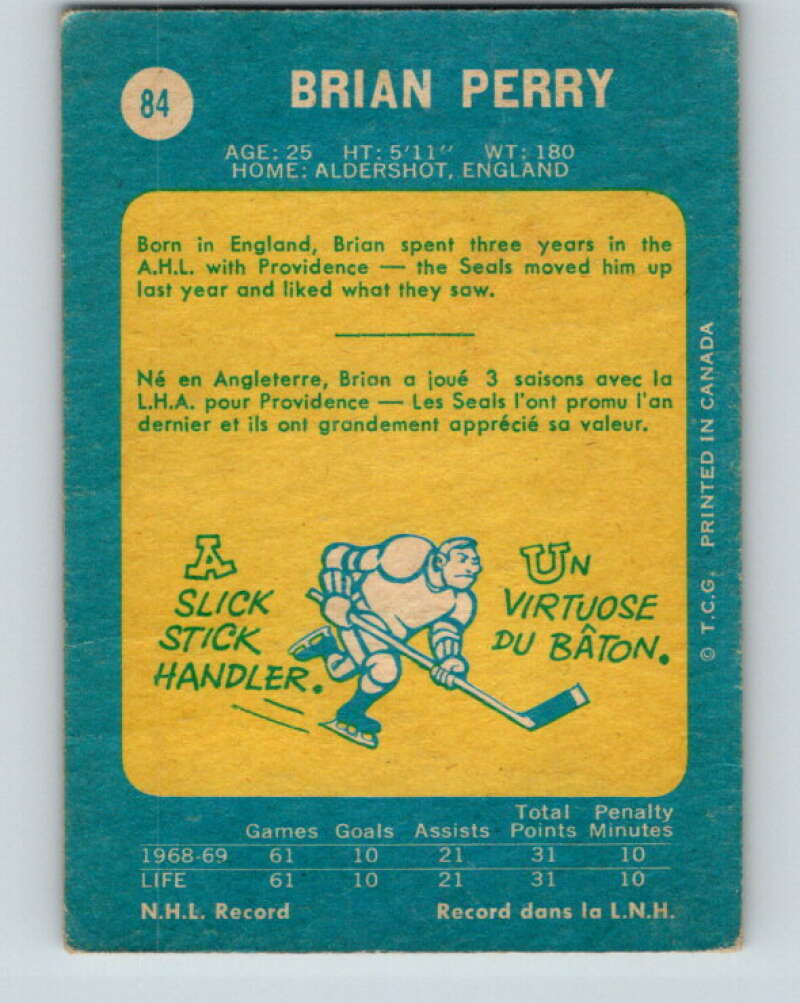 84
BRIAN PERRY
AGE: 25 HT: 5'11" WT: 180
HOME: ALDERSHOT, ENGLAND
Born in England, Brian spent three years in the
A.H.L. with Providence — the Seals moved him up
last year and liked what they saw.
Né en Angleterre, Brian a joué 3 saisons avec la
L.H.A. pour Providence — Les Seals l'ont promu l'an
dernier et ils ont grandement apprécié sa valeur.
A
SLICK
STICK
HANDLER.
UN
VIRTUOSE
DU BÂTON.
© T.C.G. PRINTED IN CANADA
Total Penalty
Games Goals Assists Points Minutes
1968-69 61 10 21 31 10
LIFE 61 10 21 31 10
N.H.L. Record Record dans la L.N.H.